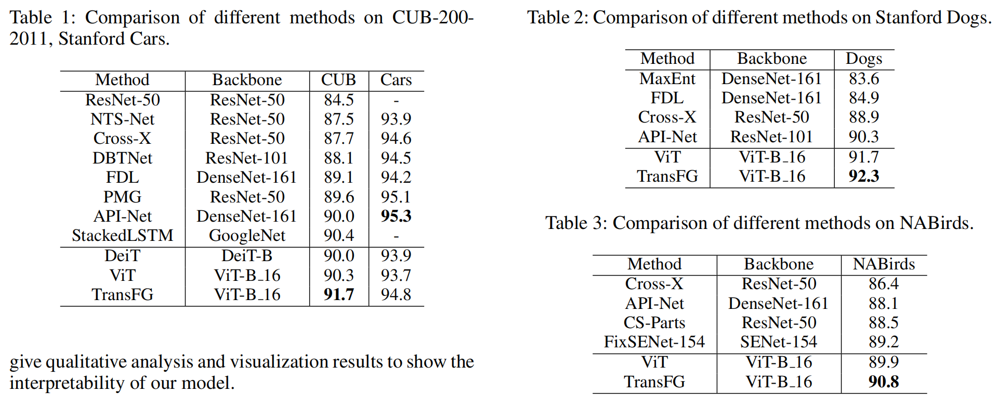 Table 1: Comparison of different methods on CUB-200-
2011, Stanford Cars.
Method Backbone CUB Cars
ResNet-50 ResNet-50 84.5 -
NTS-Net ResNet-50 87.5 93.9
Cross-X ResNet-50 87.7 94.6
DBTNet ResNet-101 88.1 94.5
FDL DenseNet-161 89.1 94.2
PMG ResNet-50 89.6 95.1
API-Net DenseNet-161 90.0 95.3
StackedLSTM GoogleNet 90.4 -
DeiT DeiT-B 90.0 93.9
ViT ViT-B_16 90.3 93.7
TransFG ViT-B_16 91.7 94.8
give qualitative analysis and visualization results to show the
interpretability of our model.
Table 2: Comparison of different methods on Stanford Dogs.
Method Backbone Dogs
MaxEnt DenseNet-161 83.6
FDL DenseNet-161 84.9
Cross-X ResNet-50 88.9
API-Net ResNet-101 90.3
ViT ViT-B_16 91.7
TransFG ViT-B_16 92.3
Table 3: Comparison of different methods on NABirds.
Method Backbone NABirds
Cross-X ResNet-50 86.4
API-Net DenseNet-161 88.1
CS-Parts ResNet-50 88.5
FixSENet-154 SENet-154 89.2
ViT ViT-B_16 89.9
TransFG ViT-B_16 90.8